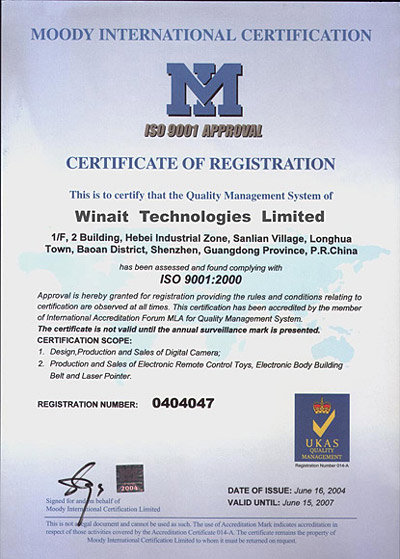 MOODY INTERNATIONAL CERTIFICATION
IM
ISO 9001 APPROVAL
CERTIFICATE OF REGISTRATION
This is to certify that the Quality Management System of
Winait Technologies Limited
1/F, 2 Building, Hebei Industrial Zone, Sanlian Village, Longhua
Town, Baoan District, Shenzhen, Guangdong Province, P.R.China
has been assessed and found complying with
ISO 9001:2000
Approval is hereby granted for registration providing the rules and conditions relating to
certification are observed at all times. This certification has been accredited by the member
of International Accreditation Forum MLA for Quality Management System.
The certificate is not valid until the annual surveillance mark is presented.
CERTIFICATION SCOPE:
1. Design,Production and Sales of Digital Camera;
2. Production and Sales of Electronic Remote Control Toys, Electronic Body Building
Belt and Laser Pointer.
REGISTRATION NUMBER: 0404047
UKAS
QUALITY
MANAGEMENT
Registration Number 014-A
2004
Signed for and on behalf of
Moody International Certification Limited
DATE OF ISSUE: June 16, 2004
VALID UNTIL: June 15, 2007
This is not a legal document and cannot be used as such. The use of Accreditation Mark indicates accreditation in
respect of those activities covered by the Accreditation Certificate 014-A. The certificate remains the property of
Moody International Certification Limited to whom it must be returned on request.